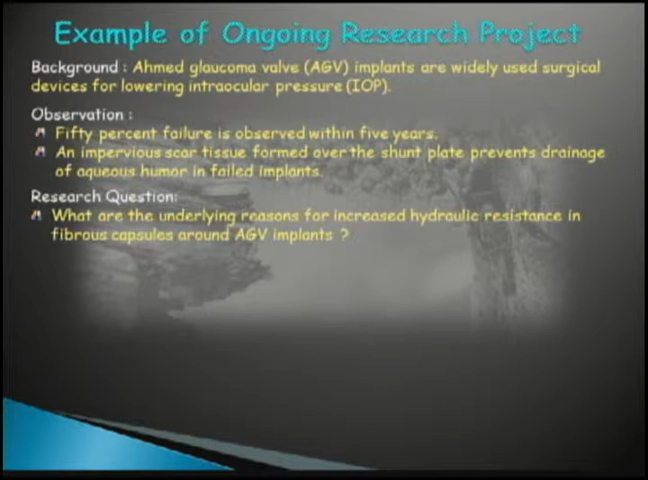 Example of Ongoing Research Project
Background : Ahmed glaucoma valve (AGV) implants are widely used surgical
devices for lowering intraocular pressure (IOP).
Observation :
Fifty percent failure is observed within five years.
An impervious scar tissue formed over the shunt plate prevents drainage
of aqueous humor in failed implants.
Research Question:
What are the underlying reasons for increased hydraulic resistance in
fibrous capsules around AGV implants ?